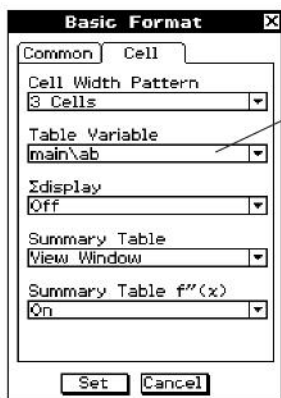 Basic Format
Common Cell
Cell Width Pattern
3 Cells
Table Variable
main\ab
Σdisplay
Off
Summary Table
View Window
Summary Table f″(x)
On
Set Cancel